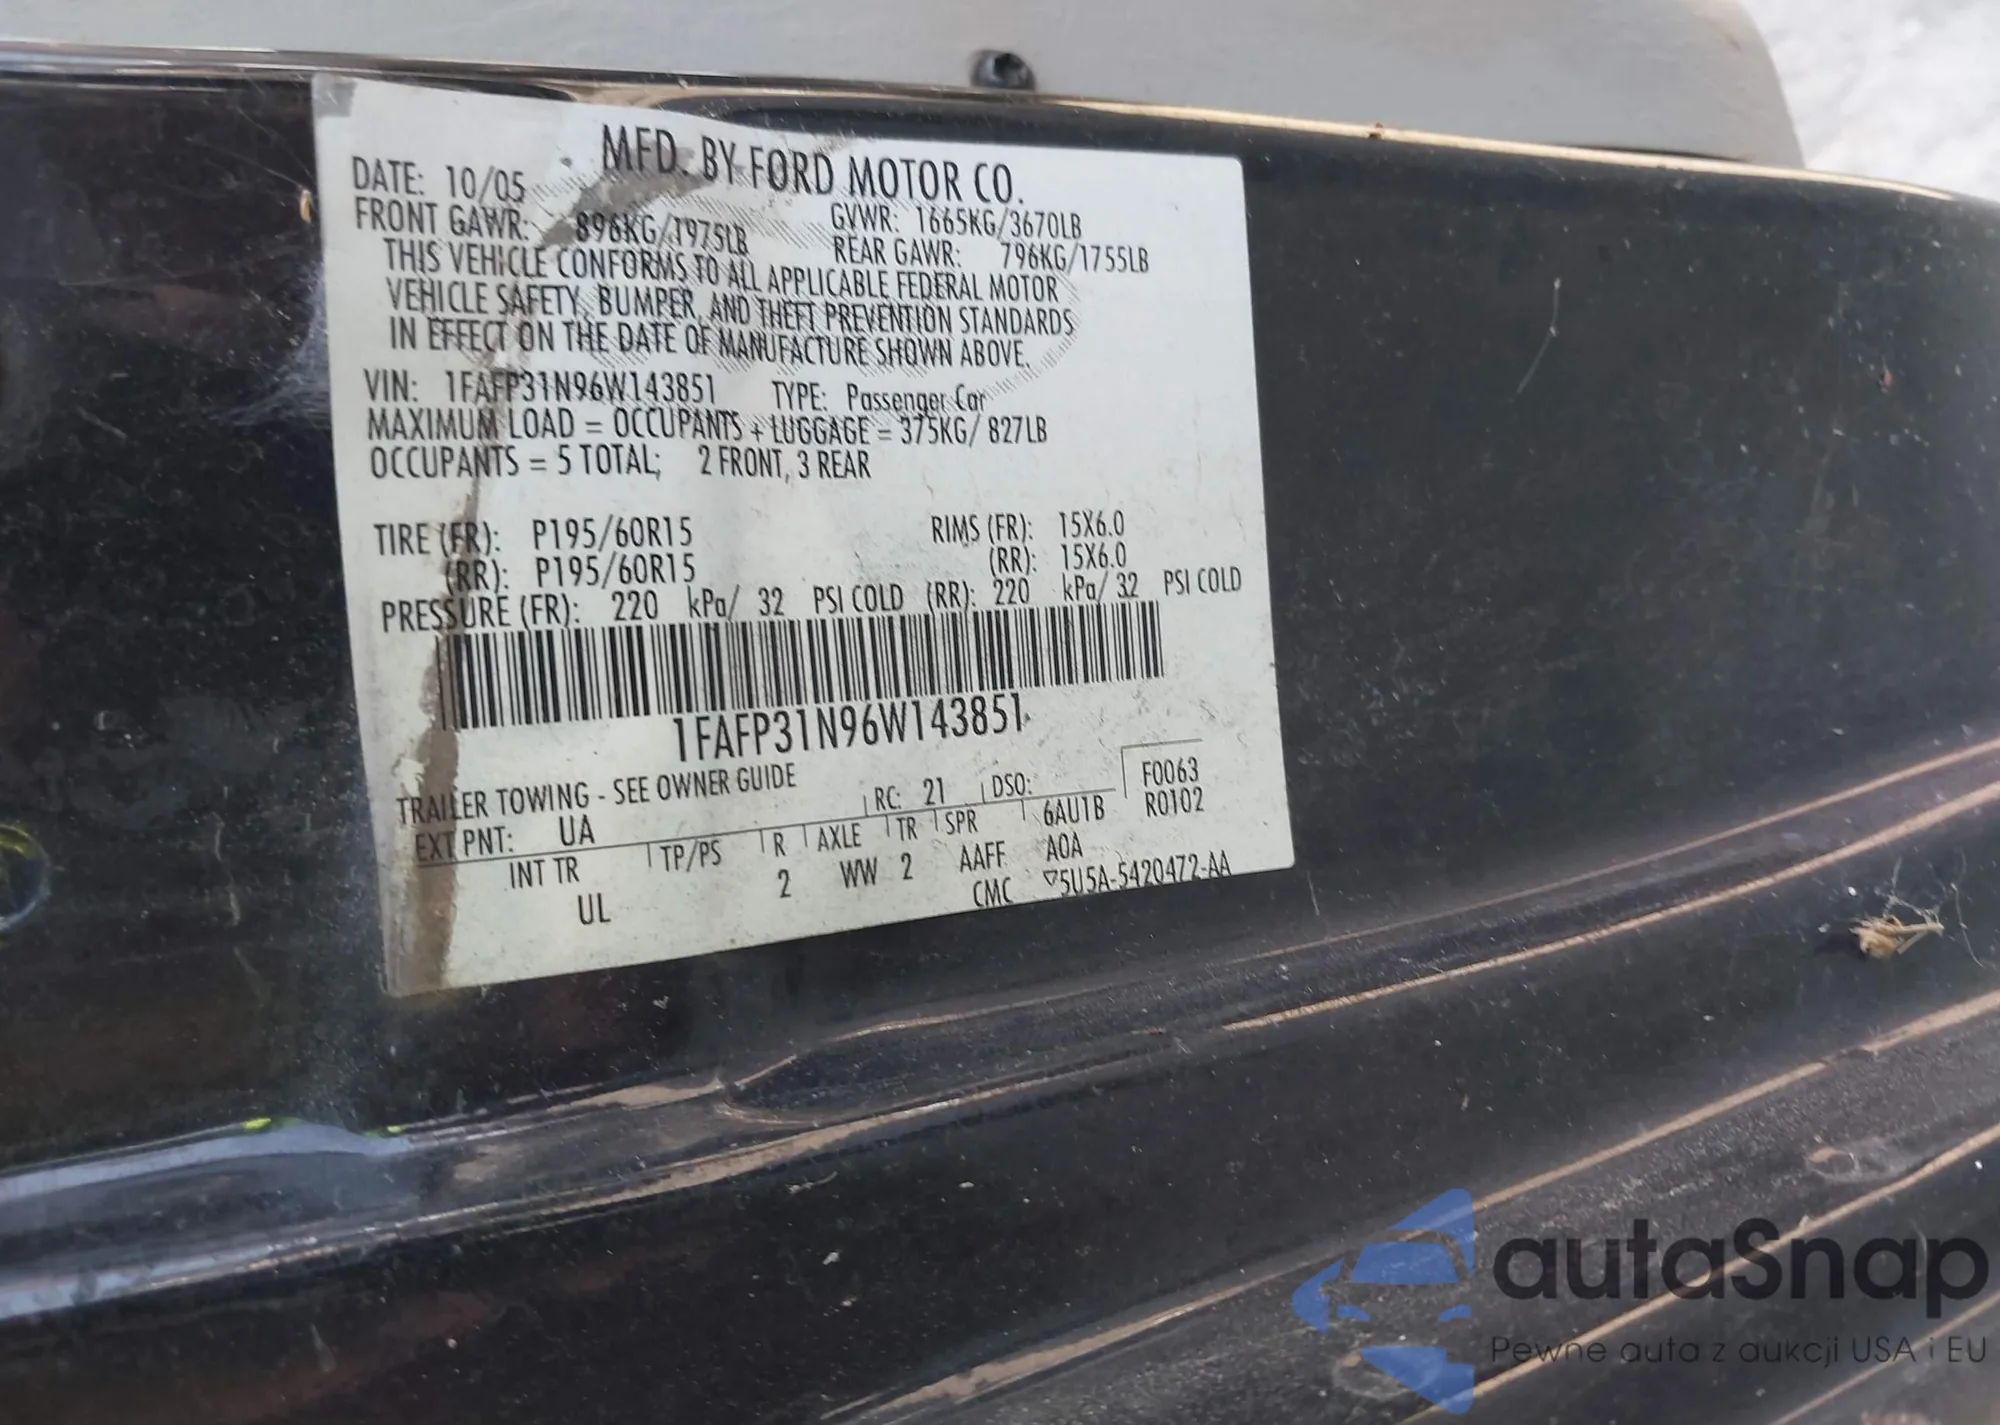 MFD. BY FORD MOTOR CO.
DATE: 10/05
FRONT GAWR: 896KG/1975LB
GVWR: 1665KG/3670LB
REAR GAWR: 796KG/1755LB
THIS VEHICLE CONFORMS TO ALL APPLICABLE FEDERAL MOTOR
VEHICLE SAFETY, BUMPER, AND THEFT PREVENTION STANDARDS
IN EFFECT ON THE DATE OF MANUFACTURE SHOWN ABOVE.
VIN: 1FAFP31N96W143851 TYPE: Passenger Car
MAXIMUM LOAD = OCCUPANTS + LUGGAGE = 375KG/ 827LB
OCCUPANTS = 5 TOTAL; 2 FRONT, 3 REAR
TIRE (FR): P195/60R15 RIMS (FR): 15X6.0
(RR): P195/60R15 (RR): 15X6.0
PRESSURE (FR): 220 kPa/ 32 PSI COLD (RR): 220 kPa/ 32 PSI COLD
1FAFP31N96W143851
TRAILER TOWING - SEE OWNER GUIDE
EXT PNT: UA RC: 21 DSO: F0063
R0102
INT TR TP/PS R AXLE TR SPR 6AU1B
UL 2 WW 2 AAFF A0A
CMC ▽5U5A-5420472-AA
autaSnap
Pewne auta z aukcji USA i EU